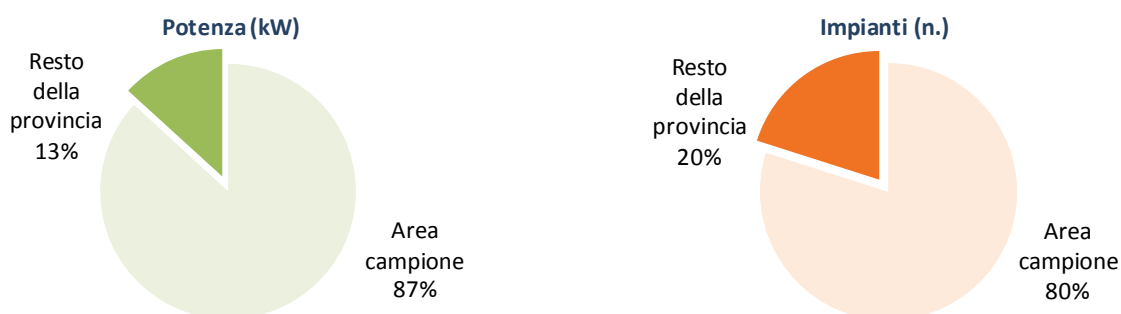 Potenza (kW)
Resto
della
provincia
13%
Area
campione
87%
Impianti (n.)
Resto
della
provincia
20%
Area
campione
80%